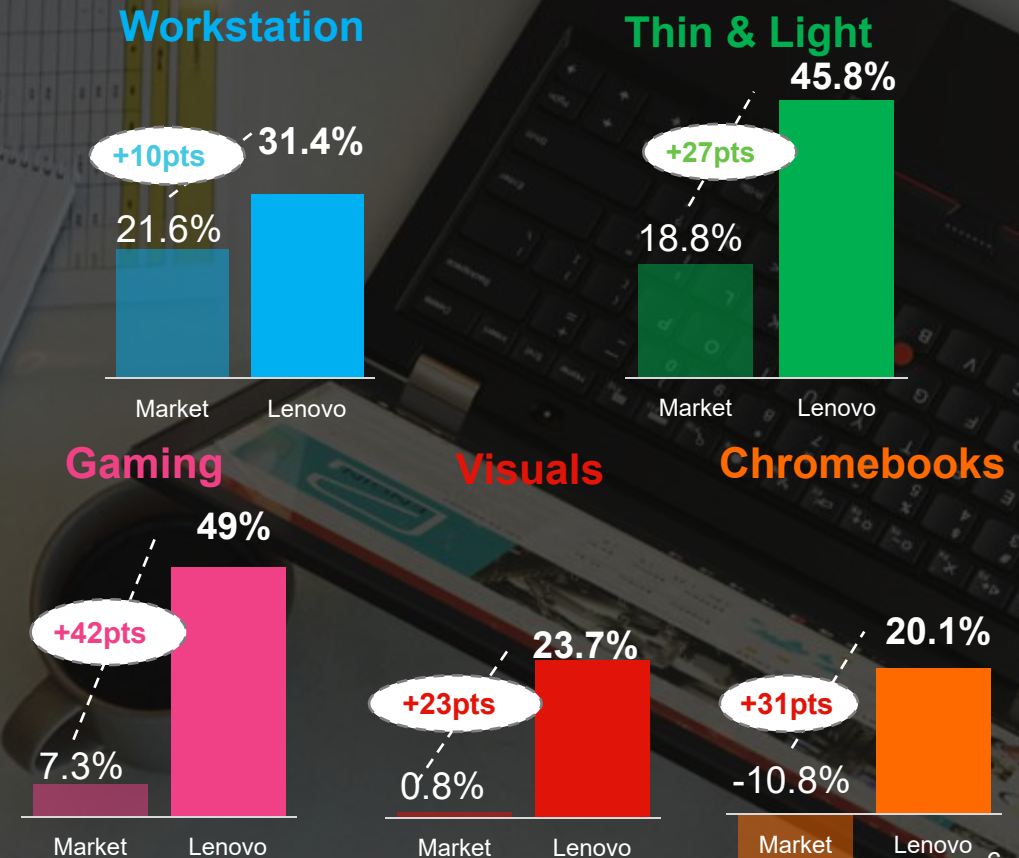 Workstation
+10pts
31.4%
21.6%
Market Lenovo
Thin & Light
45.8%
+27pts
18.8%
Market Lenovo
Gaming
49%
+42pts
7.3%
Market Lenovo
Visuals
23.7%
+23pts
0.8%
Market Lenovo
Chromebooks
20.1%
+31pts
-10.8%
Market Lenovo